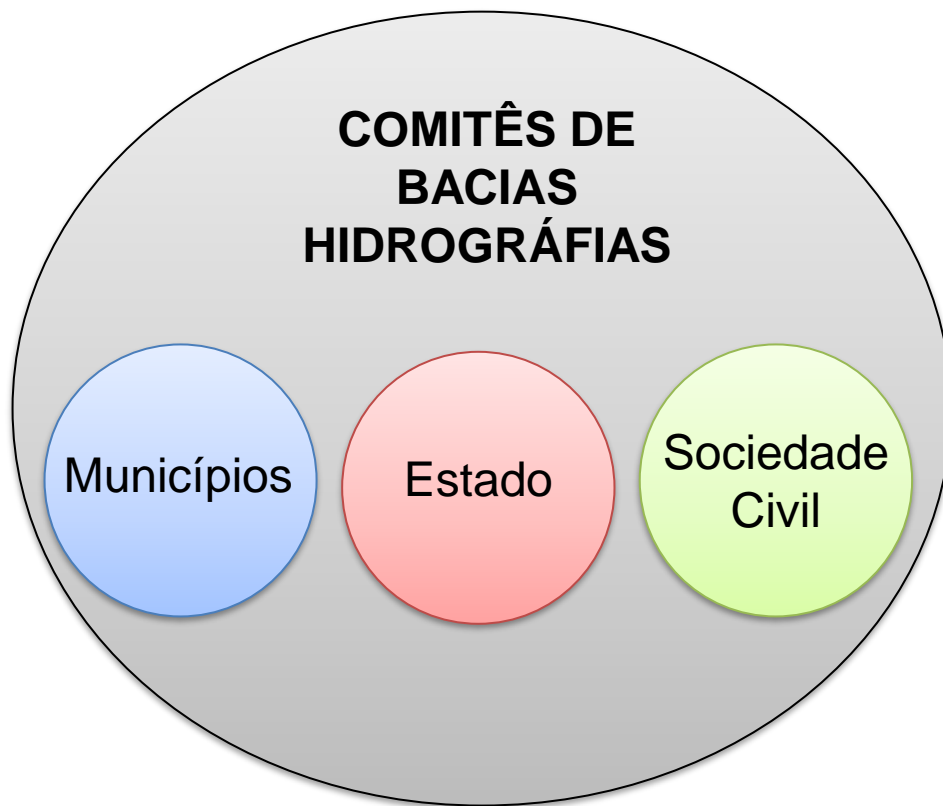 COMITÊS DE
BACIAS
HIDROGRÁFIAS
Municípios
Estado
Sociedade
Civil